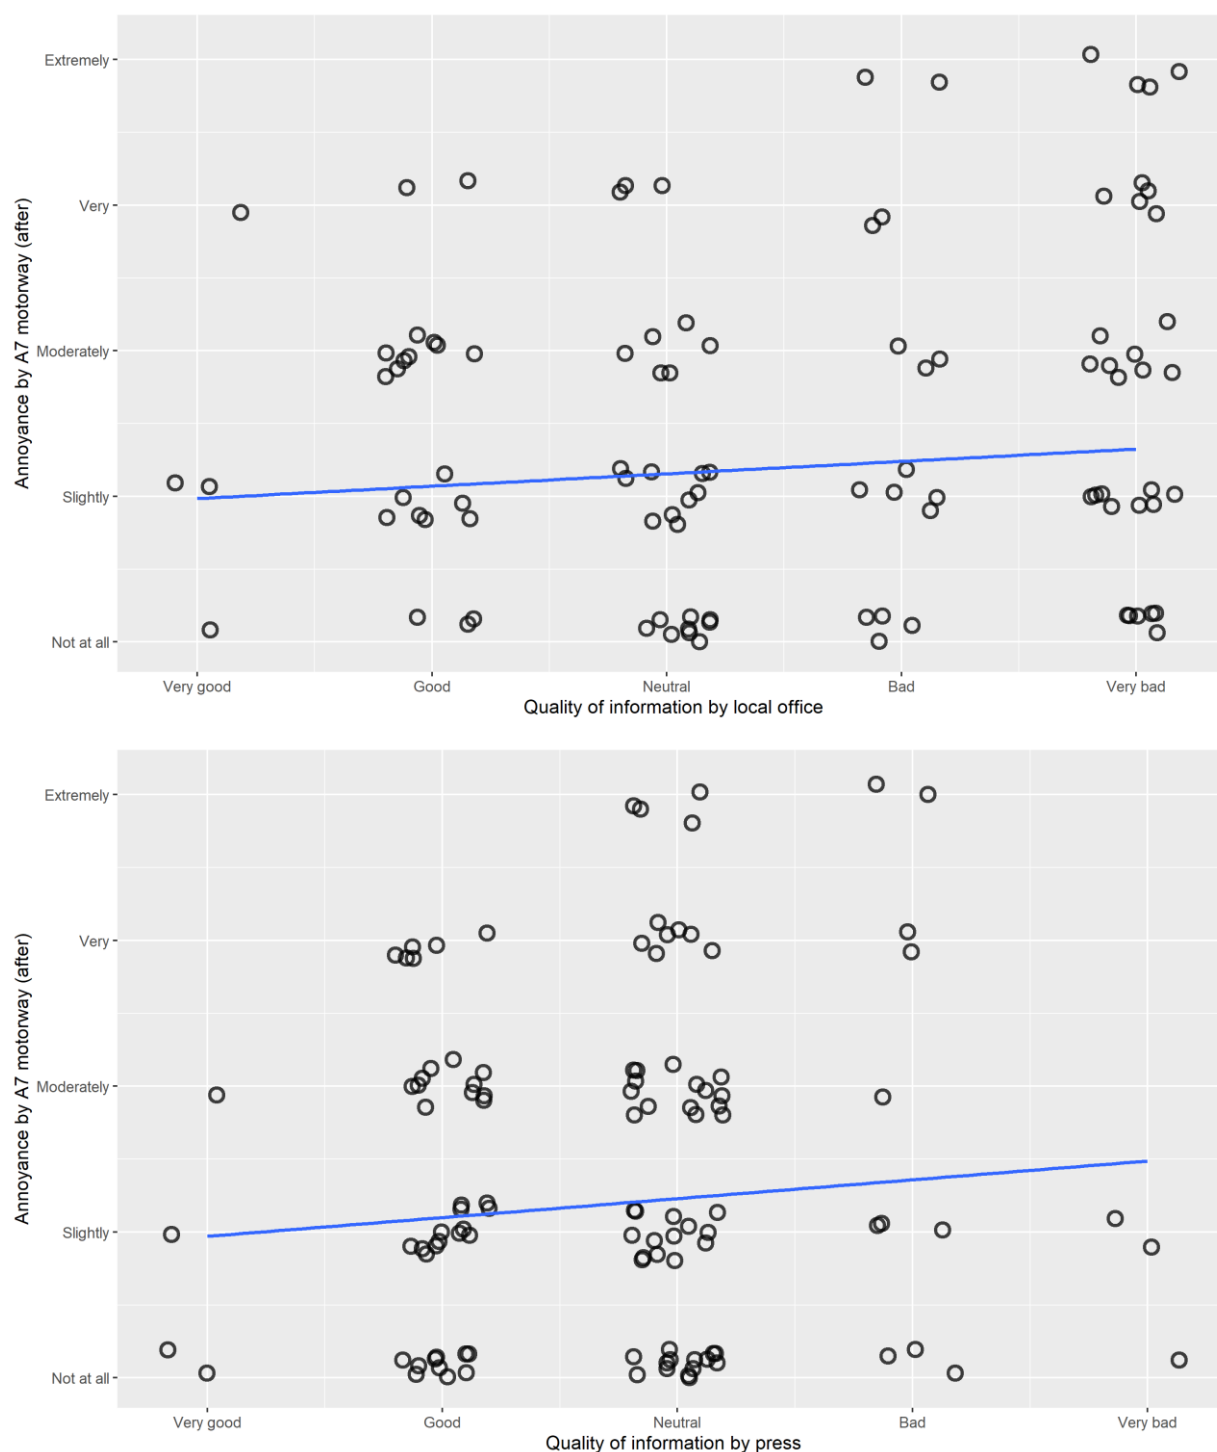 Annoyance by A7 motorway (after)
Extremely
Very
Moderately
Slightly
Not at all
Very good Good Neutral Bad Very bad
Quality of information by local office
Annoyance by A7 motorway (after)
Extremely
Very
Moderately
Slightly
Not at all
Very good Good Neutral Bad Very bad
Quality of information by press